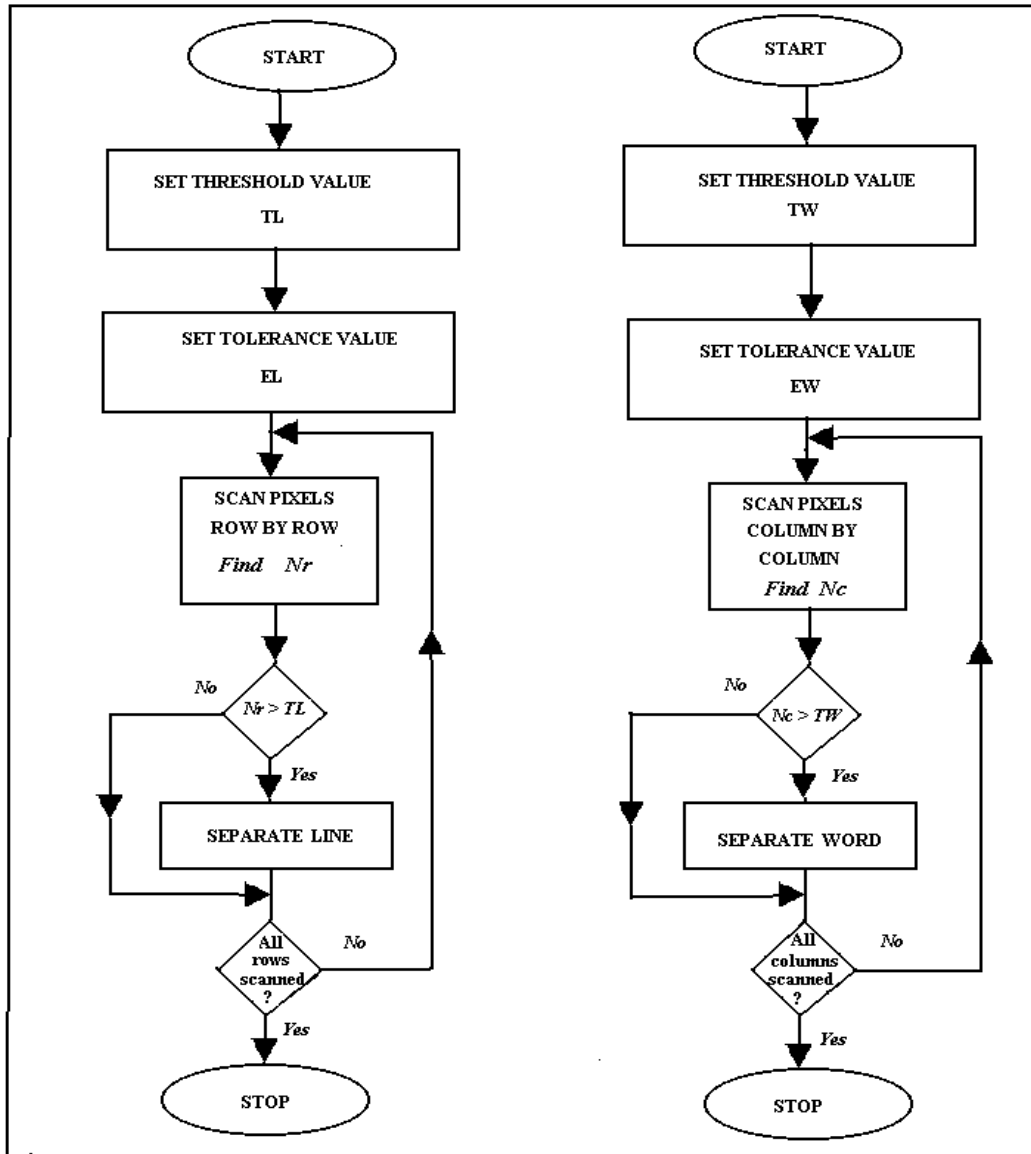 START
SET THRESHOLD VALUE
TL
SET TOLERANCE VALUE
EL
SCAN PIXELS
ROW BY ROW
Find Nr
No
Nr > TL
Yes
SEPARATE LINE
All
rows
scanned
?
No
Yes
STOP
START
SET THRESHOLD VALUE
TW
SET TOLERANCE VALUE
EW
SCAN PIXELS
COLUMN BY
COLUMN
Find Nc
No
Nc > TW
Yes
SEPARATE WORD
All
columns
scanned
?
No
Yes
STOP